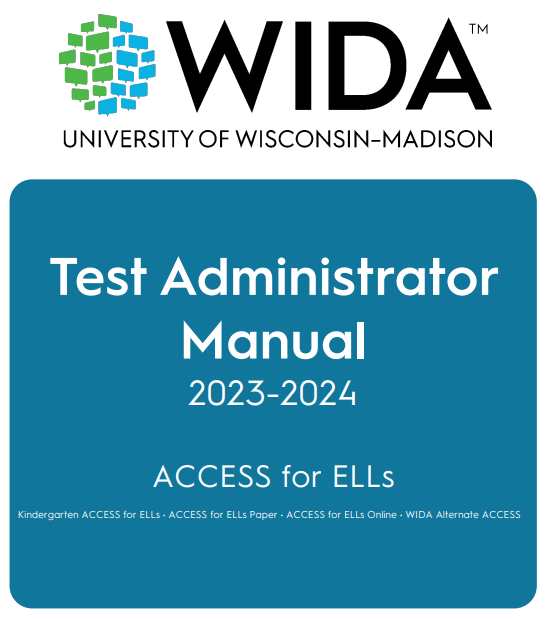 WIDA™
UNIVERSITY OF WISCONSIN–MADISON
Test Administrator
Manual
2023-2024
ACCESS for ELLs
Kindergarten ACCESS for ELLs • ACCESS for ELLs Paper • ACCESS for ELLs Online • WIDA Alternate ACCESS